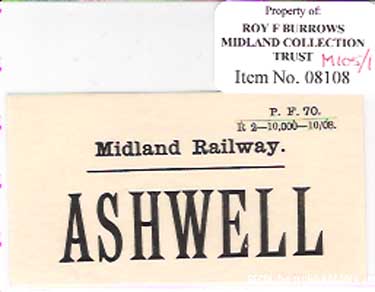 Property of:
ROY F BURROWS
MIDLAND COLLECTION
TRUST M105/1
Item No. 08108
P. F. 70.
R 2—10,000—10/08.
Midland Railway.
ASHWELL